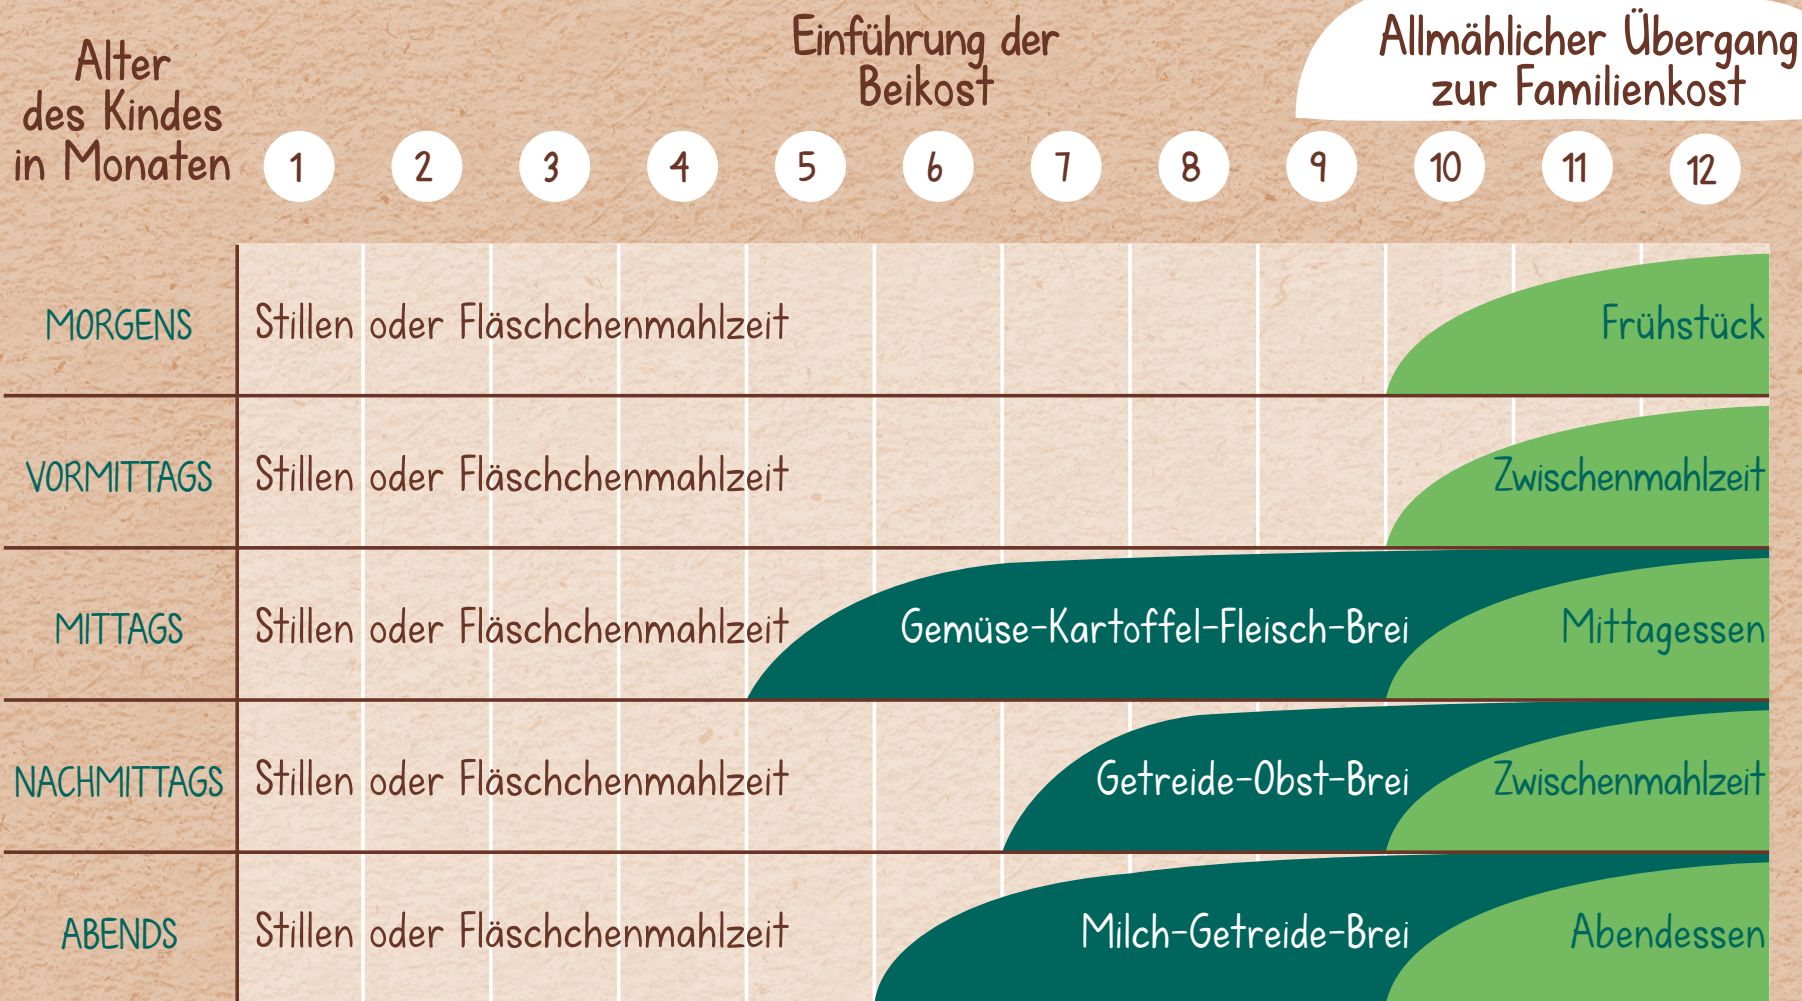 Alter
des Kindes
in Monaten
Einführung der
Beikost
Allmählicher Übergang
zur Familienkost
1 2 3 4 5 6 7 8 9 10 11 12
MORGENS Stillen oder Fläschchenmahlzeit Frühstück
VORMITTAGS Stillen oder Fläschchenmahlzeit Zwischenmahlzeit
MITTAGS Stillen oder Fläschchenmahlzeit Gemüse-Kartoffel-Fleisch-Brei Mittagessen
NACHMITTAGS Stillen oder Fläschchenmahlzeit Getreide-Obst-Brei Zwischenmahlzeit
ABENDS Stillen oder Fläschchenmahlzeit Milch-Getreide-Brei Abendessen